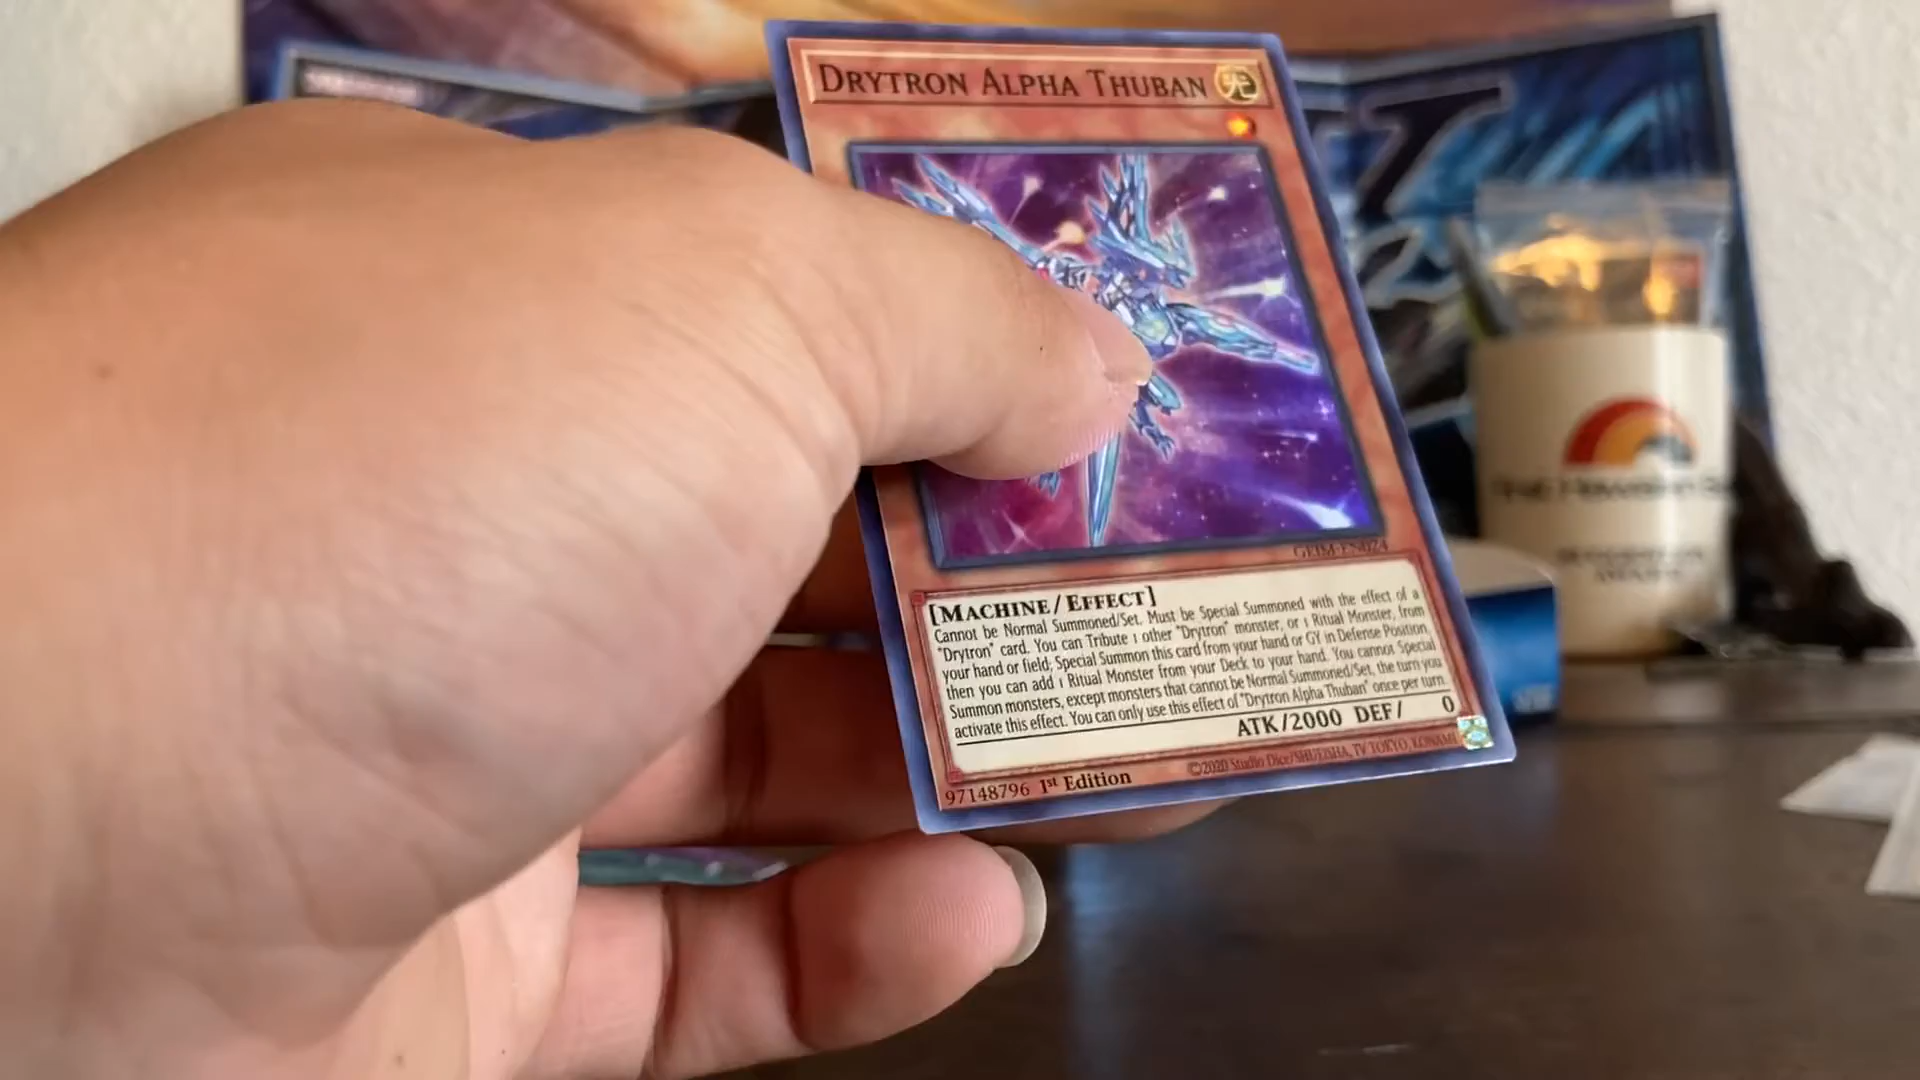 DRYTRON ALPHA THUBAN
光
GEIM-EN024
[MACHINE/EFFECT]
Cannot be Normal Summoned/Set. Must be Special Summoned with the effect of a
"Drytron" card. You can Tribute 1 other "Drytron" monster, or 1 Ritual Monster, from
your hand or field; Special Summon this card from your hand or GY in Defense Position,
then you can add 1 Ritual Monster from your Deck to your hand. You cannot Special
Summon monsters, except monsters that cannot be Normal Summoned/Set, the turn you
activate this effect. You can only use this effect of "Drytron Alpha Thuban" once per turn.
ATK/2000 DEF/ 0
97148796 1st Edition
©2020 Studio Dice/SHUEISHA, TV TOKYO, KONAMI